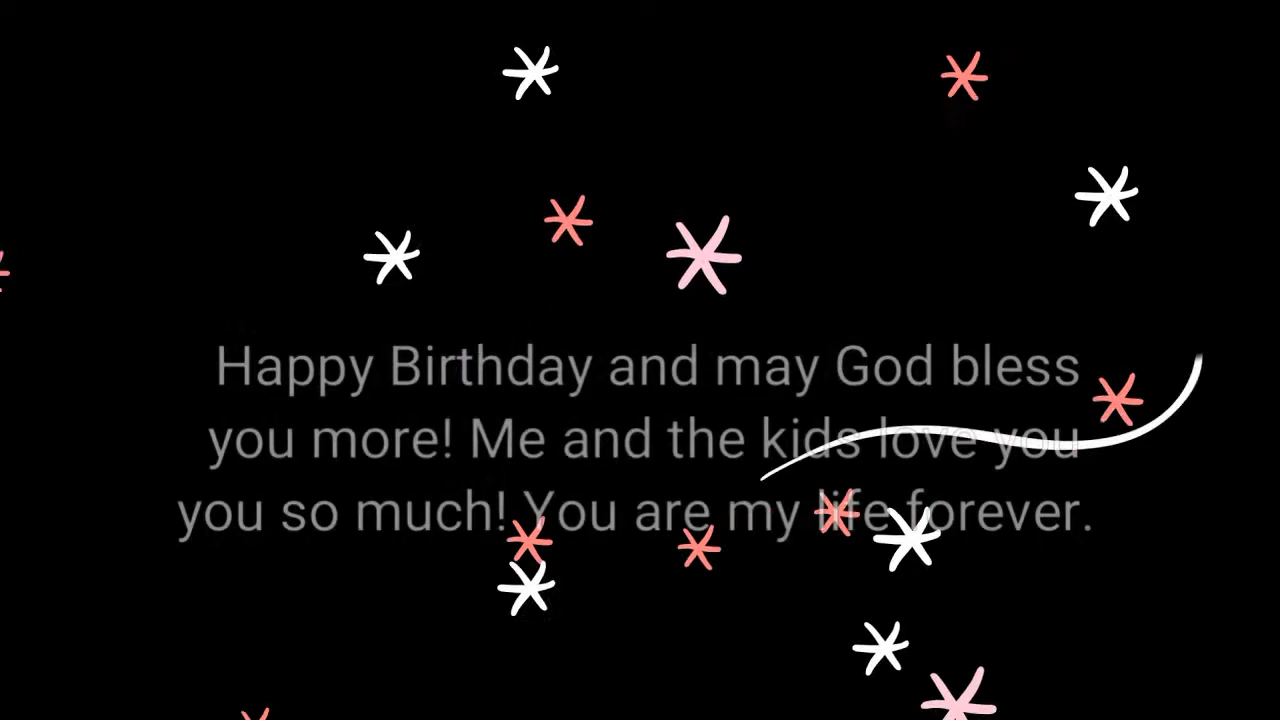 Happy Birthday and may God bless
you more! Me and the kids love you
you so much! You are my life forever.